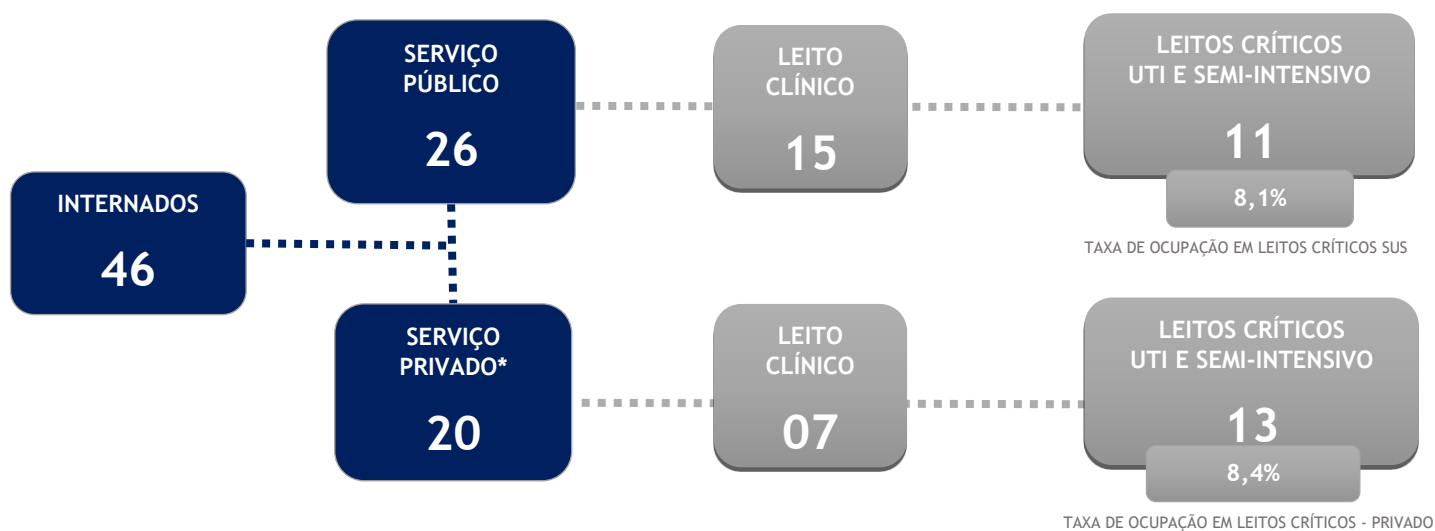 INTERNADOS
46
SERVIÇO
PÚBLICO
26
LEITO
CLÍNICO
15
LEITOS CRÍTICOS
UTI E SEMI-INTENSIVO
11
8,1%
TAXA DE OCUPAÇÃO EM LEITOS CRÍTICOS SUS
SERVIÇO
PRIVADO*
20
LEITO
CLÍNICO
07
LEITOS CRÍTICOS
UTI E SEMI-INTENSIVO
13
8,4%
TAXA DE OCUPAÇÃO EM LEITOS CRÍTICOS - PRIVADO